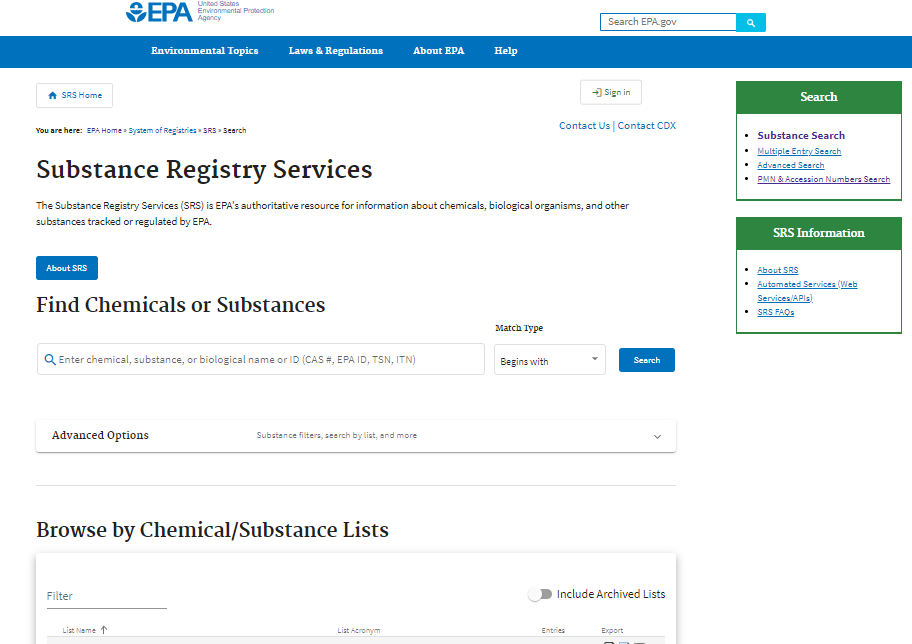 EPA
United States
Environmental Protection
Agency
Search EPA.gov
Environmental Topics
Laws & Regulations
About EPA
Help
SRS Home
Sign in
You are here: EPA Home » System of Registries » SRS » Search
Contact Us | Contact CDX
Substance Registry Services
The Substance Registry Services (SRS) is EPA's authoritative resource for information about chemicals, biological organisms, and other
substances tracked or regulated by EPA.
About SRS
Find Chemicals or Substances
Match Type
Enter chemical, substance, or biological name or ID (CAS #, EPA ID, TSN, ITN)
Begins with
Search
Advanced Options
Substance filters, search by list, and more
Browse by Chemical/Substance Lists
Filter
Include Archived Lists
List Name
List Acronym
Entries
Export
Search
Substance Search
Multiple Entry Search
Advanced Search
PMN & Accession Numbers Search
SRS Information
About SRS
Automated Services (Web
Services/APIs)
SRS FAQs